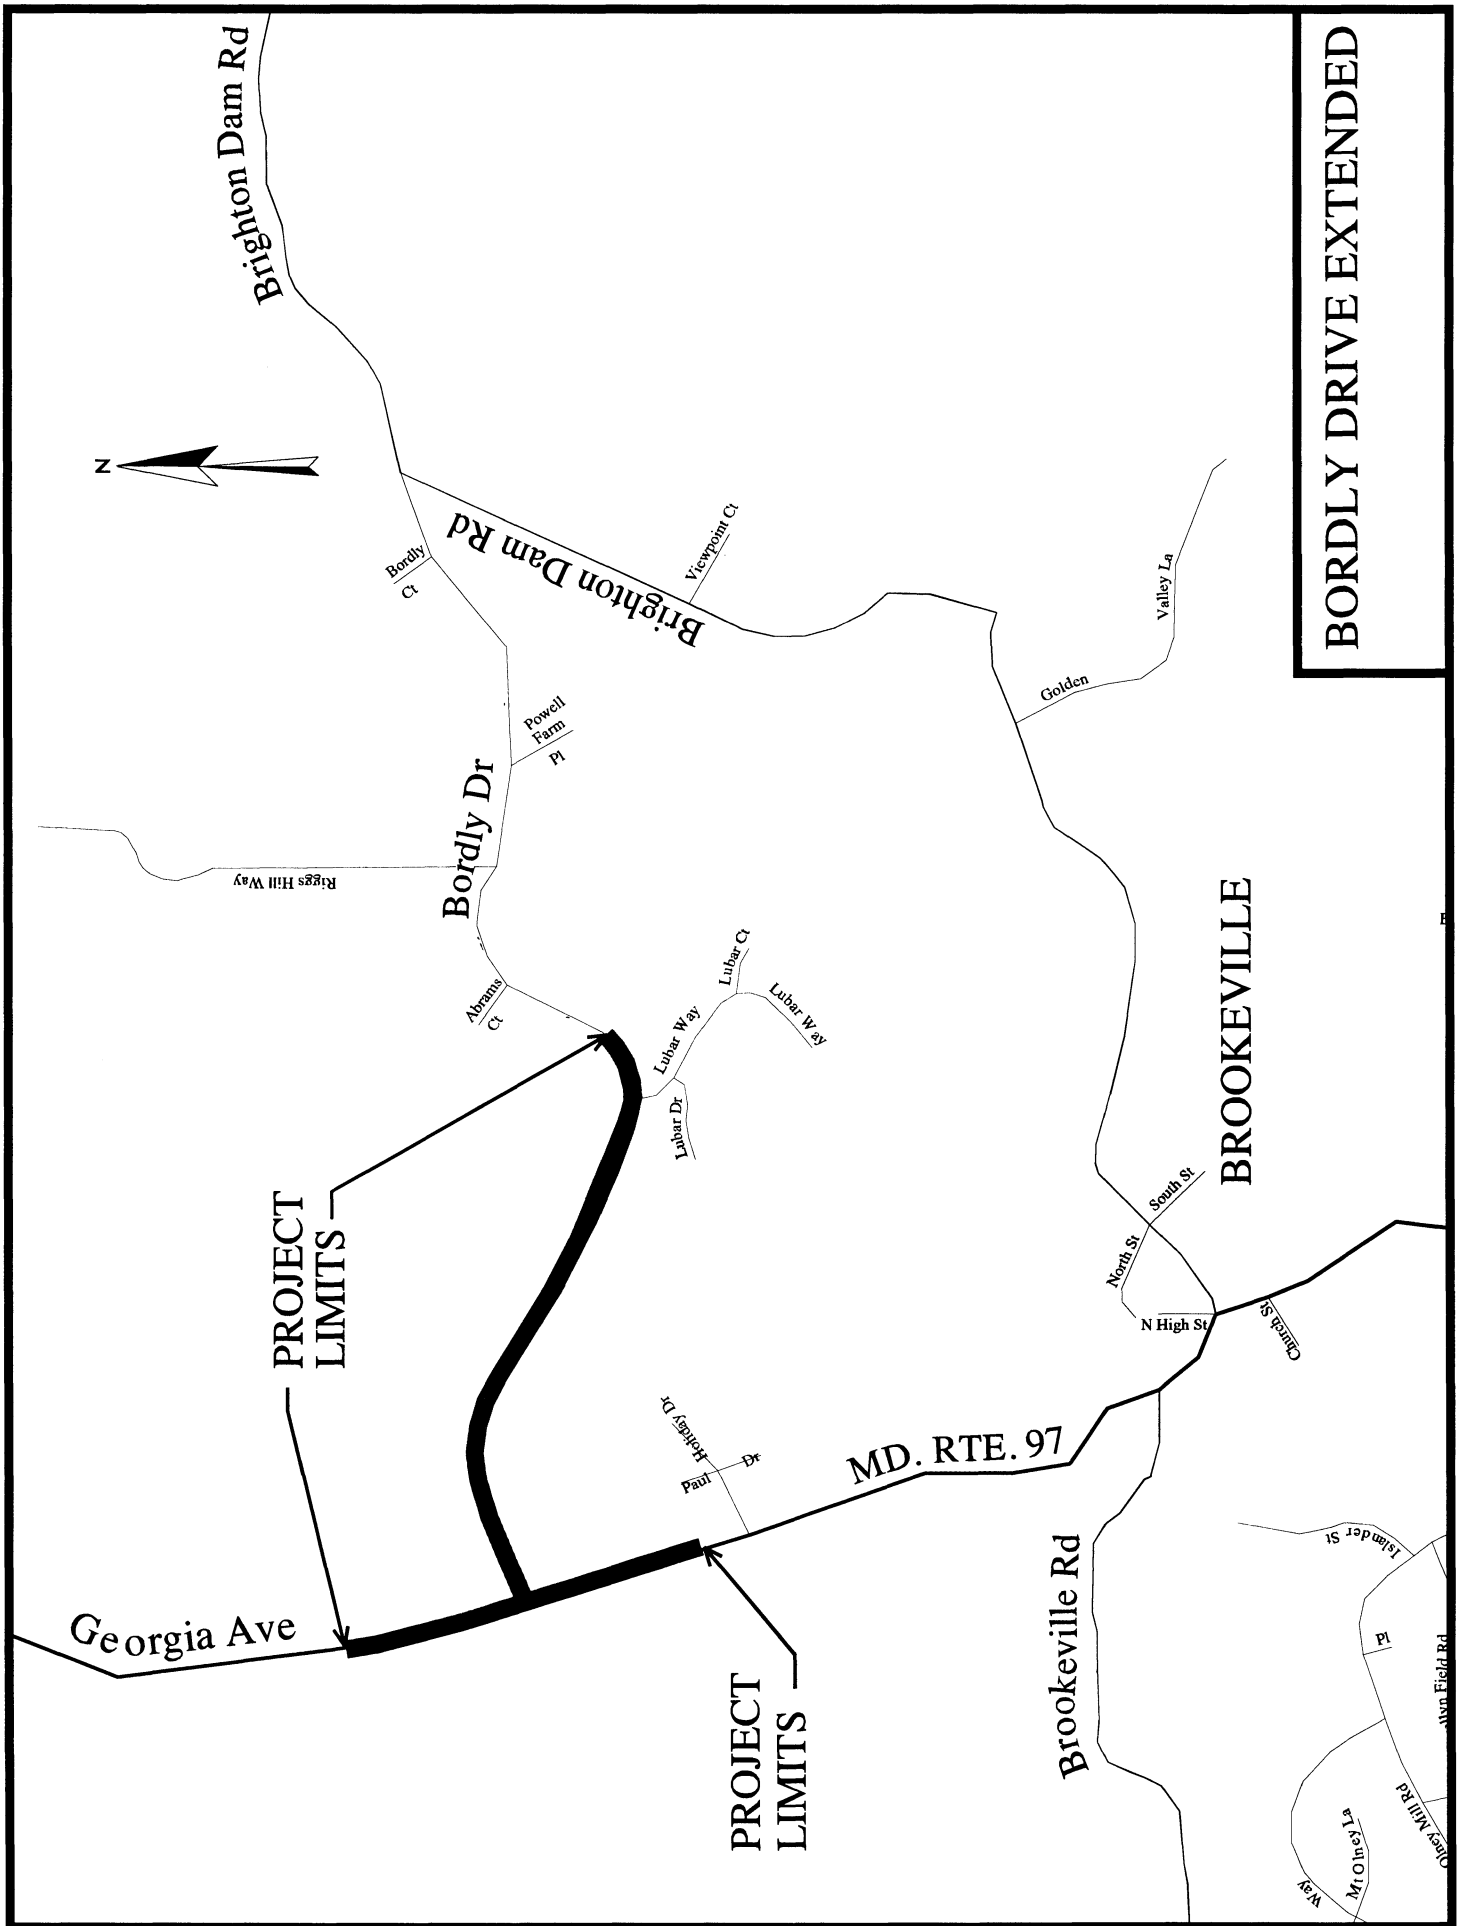 Brighton Dam Rd
N
Bordly
Ct
Brighton Dam Rd
Viewpoint Ct
Powell
Farm
Pl
Golden
Valley La
Bordly Dr
Riggs Hill Way
Abrams
Ct
Lubar Ct
Lubar Way
Lubar Way
Lubar Dr
PROJECT
LIMITS
BROOKEVILLE
South St
North St
N High St
Church St
Holiday Dr
Paul Dr
MD. RTE. 97
Georgia Ave
PROJECT
LIMITS
Brookeville Rd
Islander St
Pl
Field Rd
Olney Mill Rd
Mt Olney La
Way
BORDLY DRIVE EXTENDED